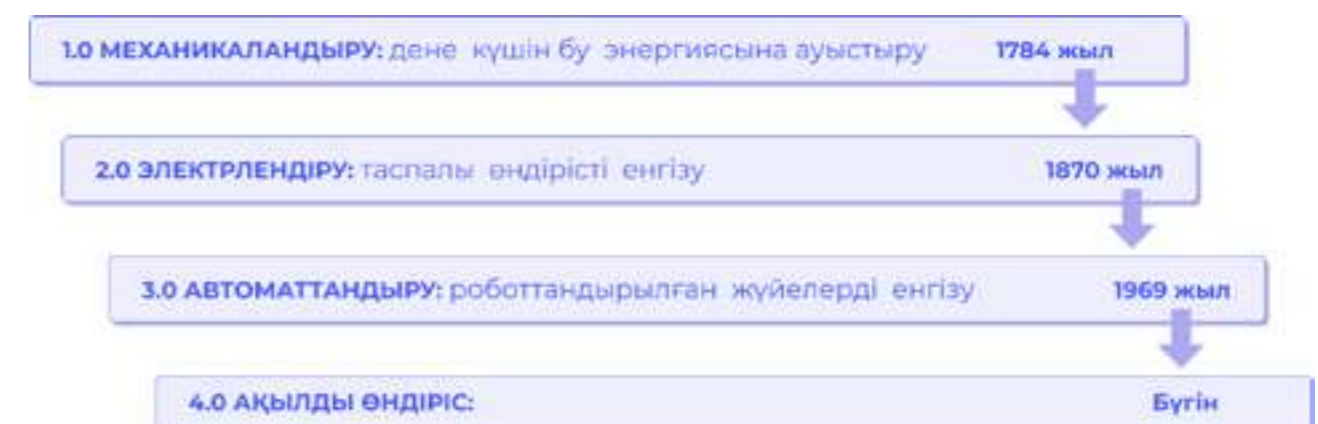 1.0 МЕХАНИКАЛАНДЫРУ: дене күшін бу энергиясына ауыстыру 1784 жыл
2.0 ЭЛЕКТРЛЕНДІРУ: таспалы өндірісті енгізу 1870 жыл
3.0 АВТОМАТТАНДЫРУ: роботтандырылған жүйелерді енгізу 1969 жыл
4.0 АҚЫЛДЫ ӨНДІРІС: Бүгін